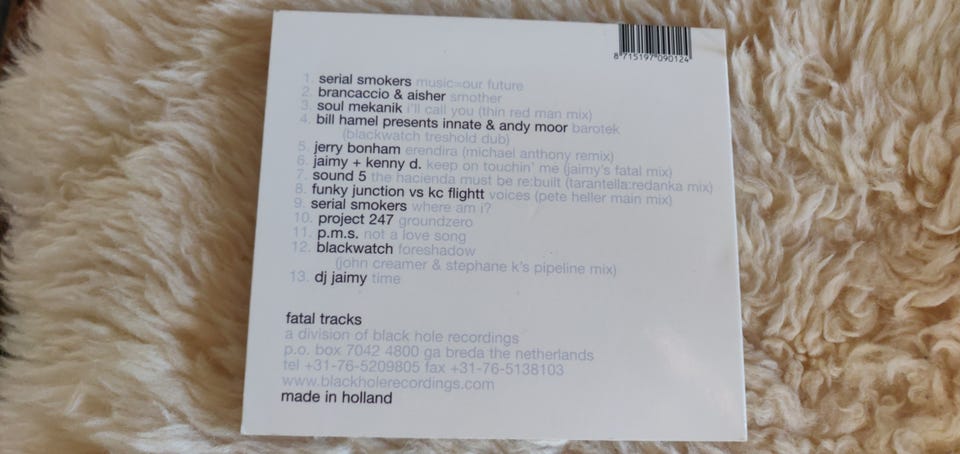 8 715197 090124
1. serial smokers music=our future
2. brancaccio & aisher smother
3. soul mekanik i'll call you (thin red man mix)
4. bill hamel presents innate & andy moor barotek
(blackwatch treshold dub)
5. jerry bonham erendira (michael anthony remix)
6. jaimy + kenny d. keep on touchin' me (jaimy's fatal mix)
7. sound 5 the hacienda must be re:built (tarantella:redanka mix)
8. funky junction vs kc flightt voices (pete heller main mix)
9. serial smokers where am i?
10. project 247 groundzero
11. p.m.s. not a love song
12. blackwatch foreshadow
(john creamer & stephane k's pipeline mix)
13. dj jaimy time
fatal tracks
a division of black hole recordings
p.o. box 7042 4800 ga breda the netherlands
tel +31-76-5209805 fax +31-76-5138103
www.blackholerecordings.com
made in holland